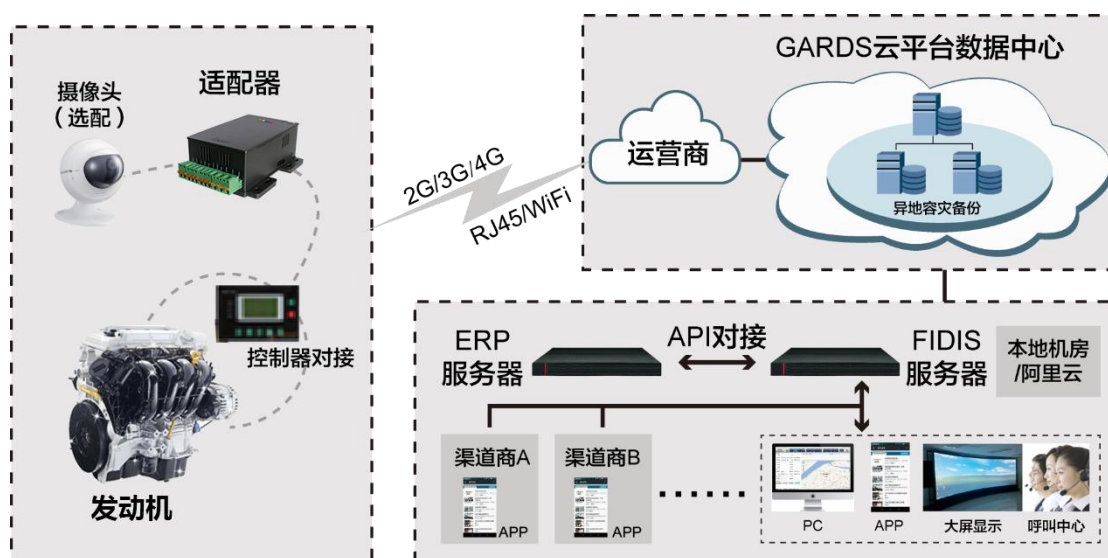 摄像头
（选配）
适配器
控制器对接
发动机
2G/3G/4G
RJ45/WiFi
GARDS云平台数据中心
运营商
异地容灾备份
ERP
服务器
API对接
FIDIS
服务器
本地机房
/阿里云
渠道商A
APP
渠道商B
APP
PC
APP
大屏显示
呼叫中心